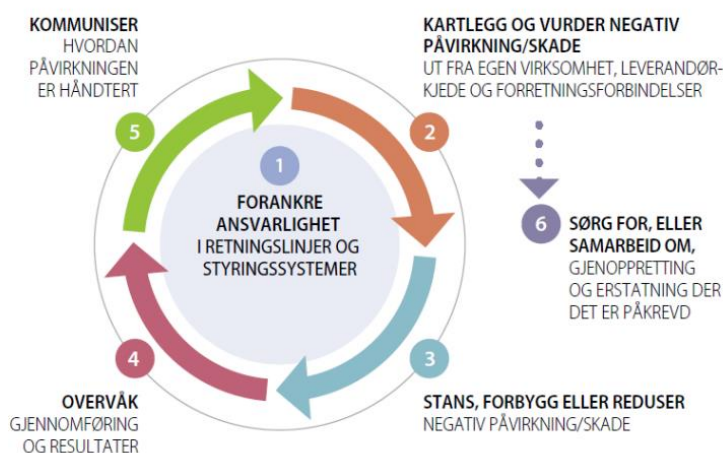 KOMMUNISER
HVORDAN
PÅVIRKNINGEN
ER HÅNDTERT
5
KARTLEGG OG VURDER NEGATIV
PÅVIRKNING/SKADE
UT FRA EGEN VIRKSOMHET, LEVERANDØR-
KJEDE OG FORRETNINGSFORBINDELSER
2
1
FORANKRE
ANSVARLIGHET
I RETNINGSLINJER OG
STYRINGSSYSTEMER
6
SØRG FOR, ELLER
SAMARBEID OM,
GJENOPPRETTING
OG ERSTATNING DER
DET ER PÅKREVD
4
OVERVÅK
GJENNOMFØRING
OG RESULTATER
3
STANS, FORBYGG ELLER REDUSER
NEGATIV PÅVIRKNING/SKADE